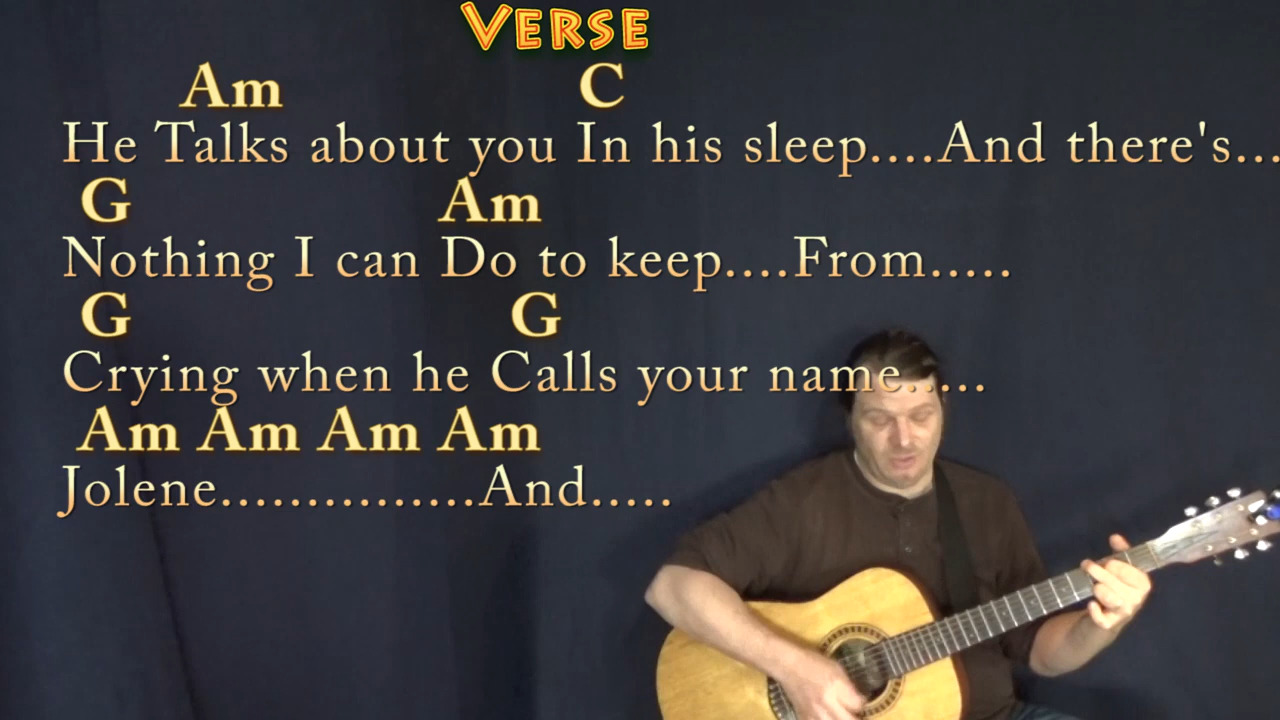 VERSE
Am C
He Talks about you In his sleep....And there's...
G Am
Nothing I can Do to keep....From.....
G G
Crying when he Calls your name.....
Am Am Am Am
Jolene...............And.....